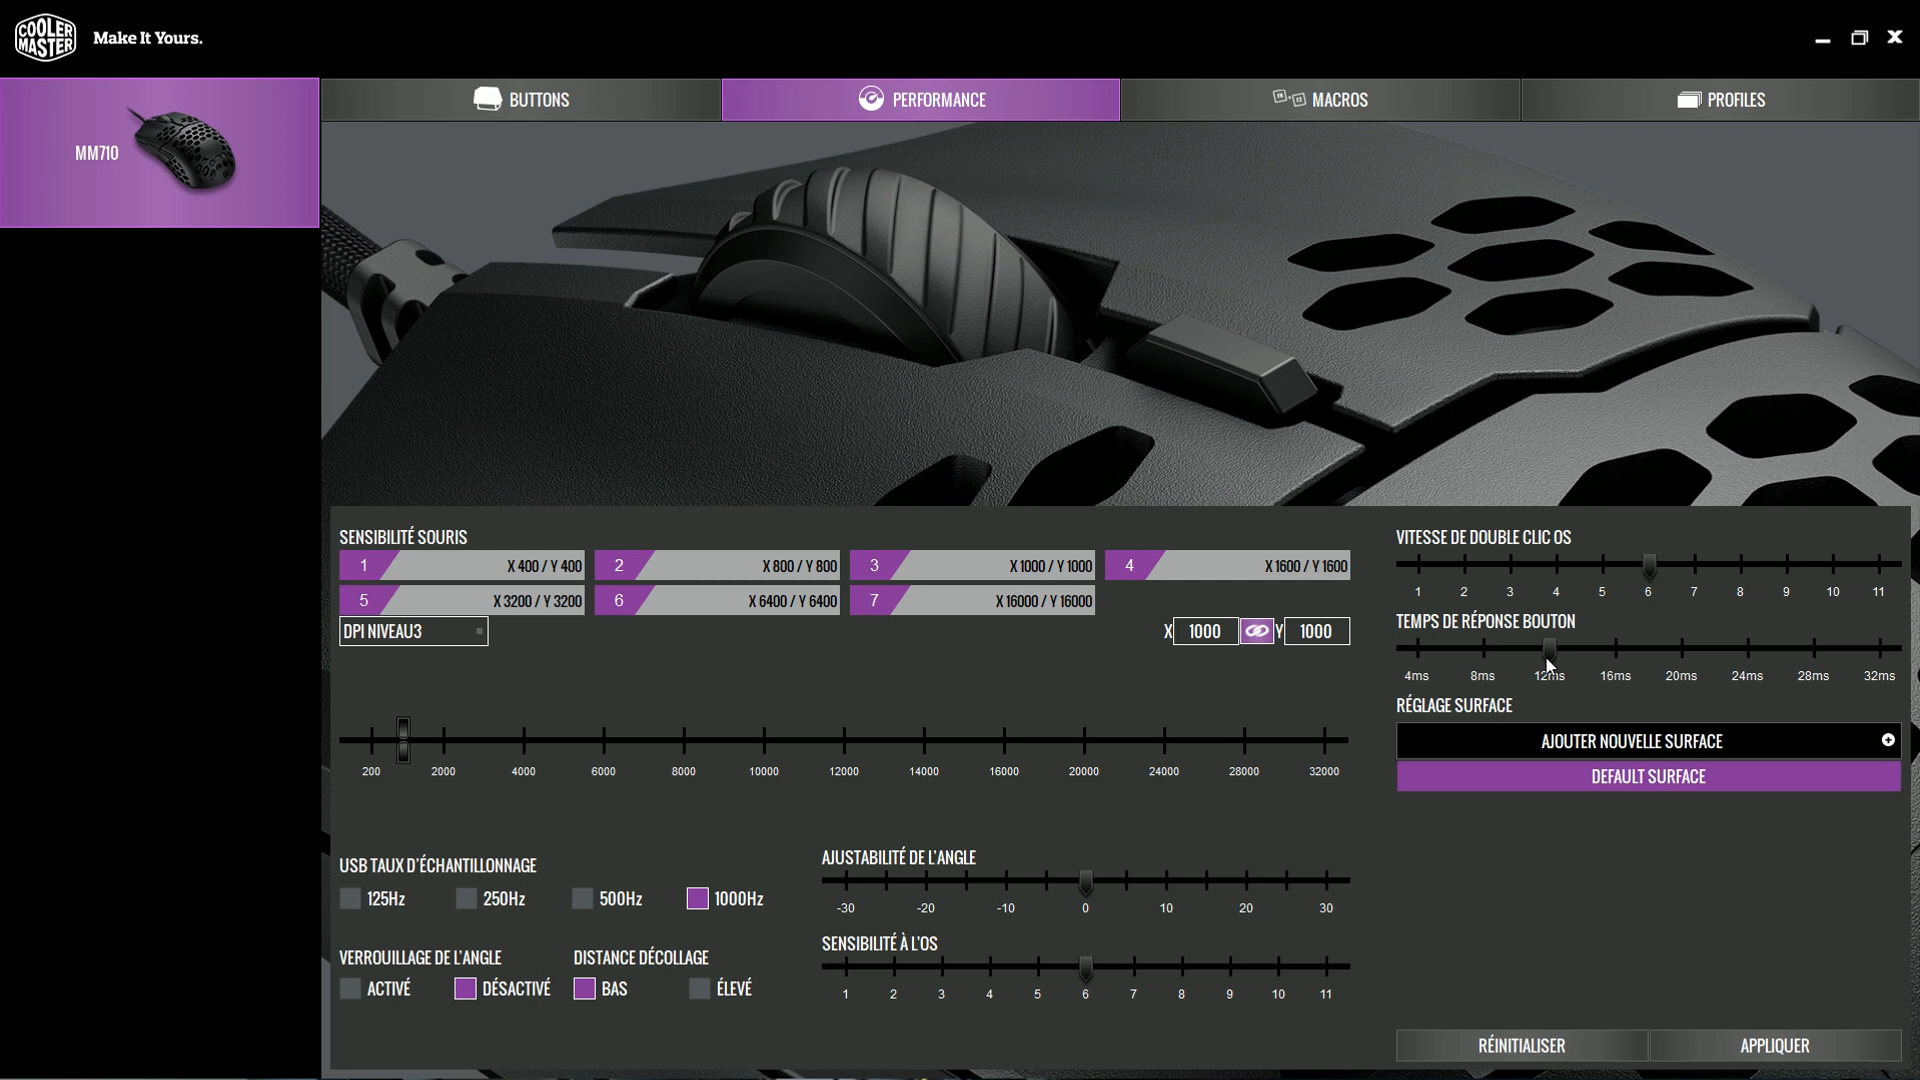 COOLER
MASTER
Make It Yours.
MM710
BUTTONS
PERFORMANCE
MACROS
PROFILES
SENSIBILITÉ SOURIS
1 X 400 / Y 400
2 X 800 / Y 800
3 X 1000 / Y 1000
4 X 1600 / Y 1600
5 X 3200 / Y 3200
6 X 6400 / Y 6400
7 X 16000 / Y 16000
DPI NIVEAU3
X 1000 Y 1000
200 2000 4000 6000 8000 10000 12000 14000 16000 20000 24000 28000 32000
USB TAUX D'ÉCHANTILLONNAGE
125Hz 250Hz 500Hz 1000Hz
VERROUILLAGE DE L'ANGLE
ACTIVÉ DÉSACTIVÉ
DISTANCE DÉCOLLAGE
BAS ÉLEVÉ
AJUSTABILITÉ DE L'ANGLE
-30 -20 -10 0 10 20 30
SENSIBILITÉ À L'OS
1 2 3 4 5 6 7 8 9 10 11
VITESSE DE DOUBLE CLIC OS
1 2 3 4 5 6 7 8 9 10 11
TEMPS DE RÉPONSE BOUTON
4ms 8ms 12ms 16ms 20ms 24ms 28ms 32ms
RÉGLAGE SURFACE
AJOUTER NOUVELLE SURFACE
DEFAULT SURFACE
RÉINITIALISER
APPLIQUER